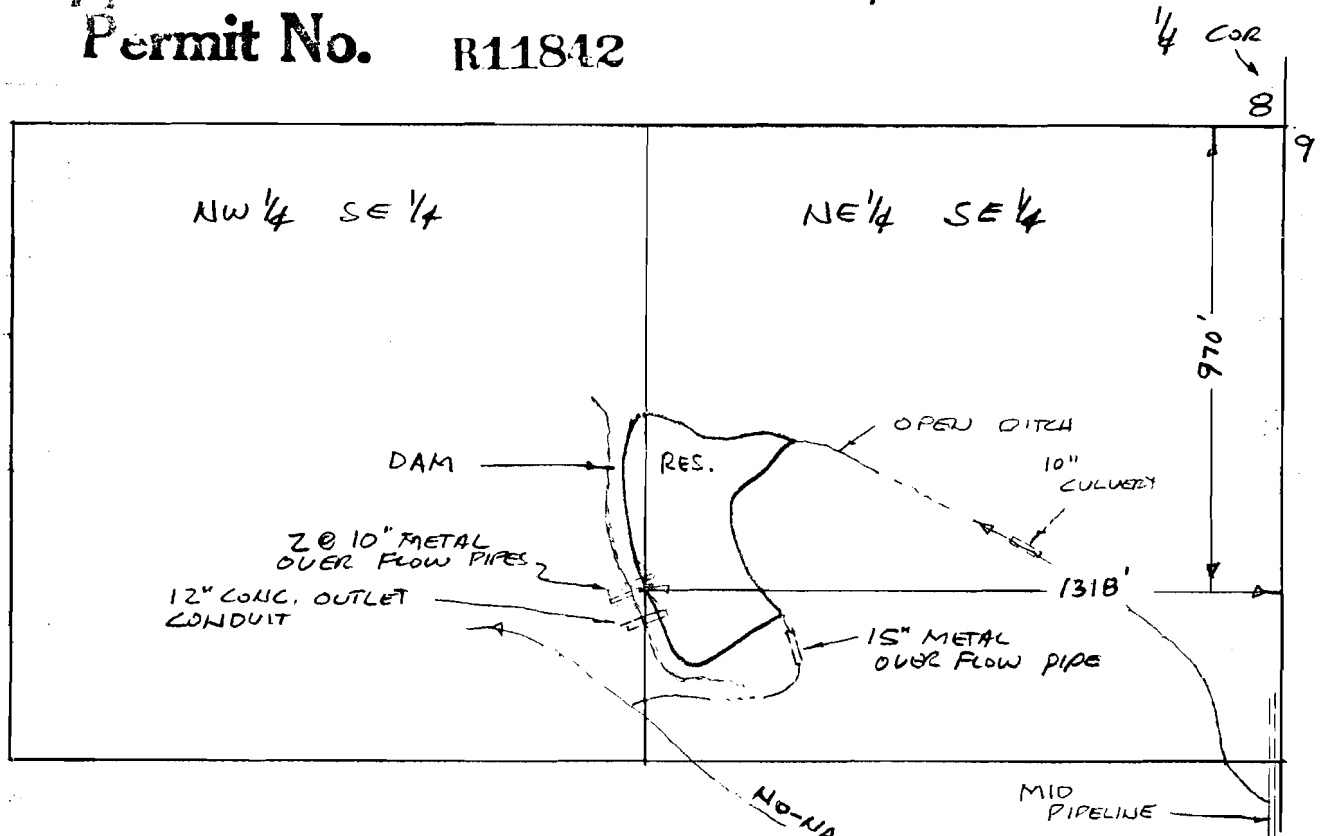 Permit No. R11842
1/4 COR
8
9
NW 1/4 SE 1/4
NE 1/4 SE 1/4
970'
OPEN DITCH
DAM
RES.
10"
CULVERT
2 @ 10" METAL
OVER FLOW PIPES
12" CONC. OUTLET
CONDUIT
1318'
15" METAL
OVER FLOW PIPE
MID
PIPELINE
NO-NA